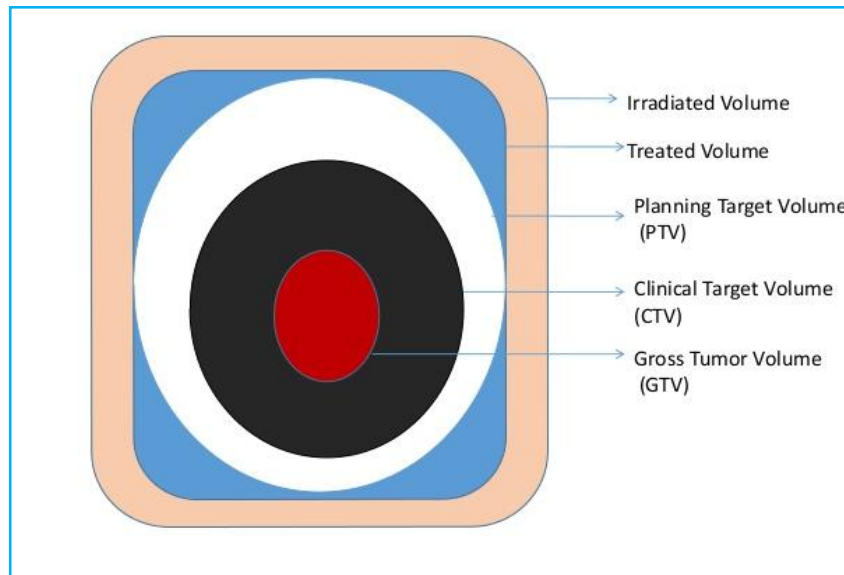 Irradiated Volume
Treated Volume
Planning Target Volume
(PTV)
Clinical Target Volume
(CTV)
Gross Tumor Volume
(GTV)